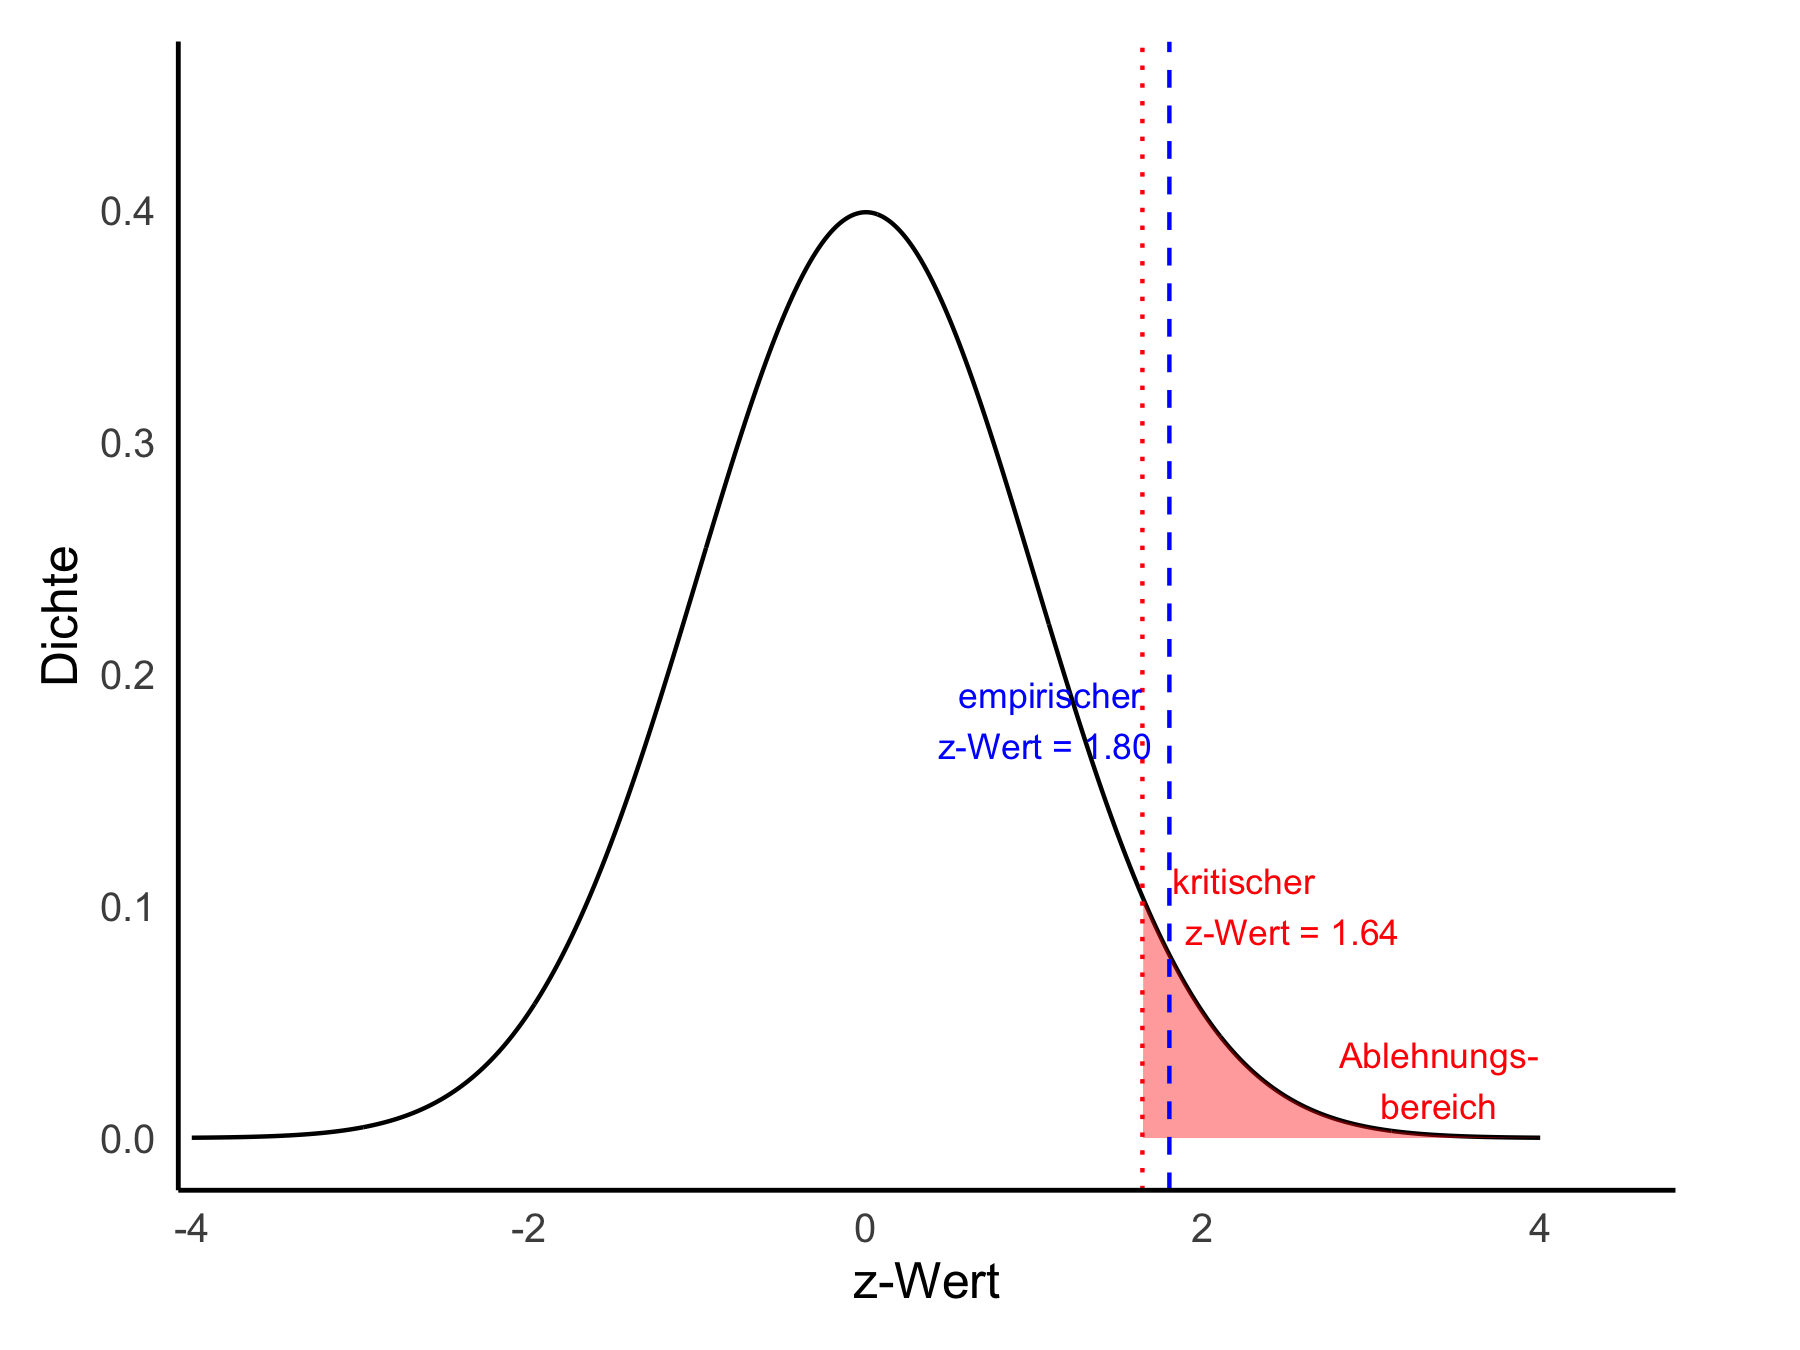 0.4
0.3
0.2
0.1
0.0
Dichte
empirischer
z-Wert = 1.80
kritischer
z-Wert = 1.64
Ablehnungs-
bereich
-4
-2
0
2
4
z-Wert